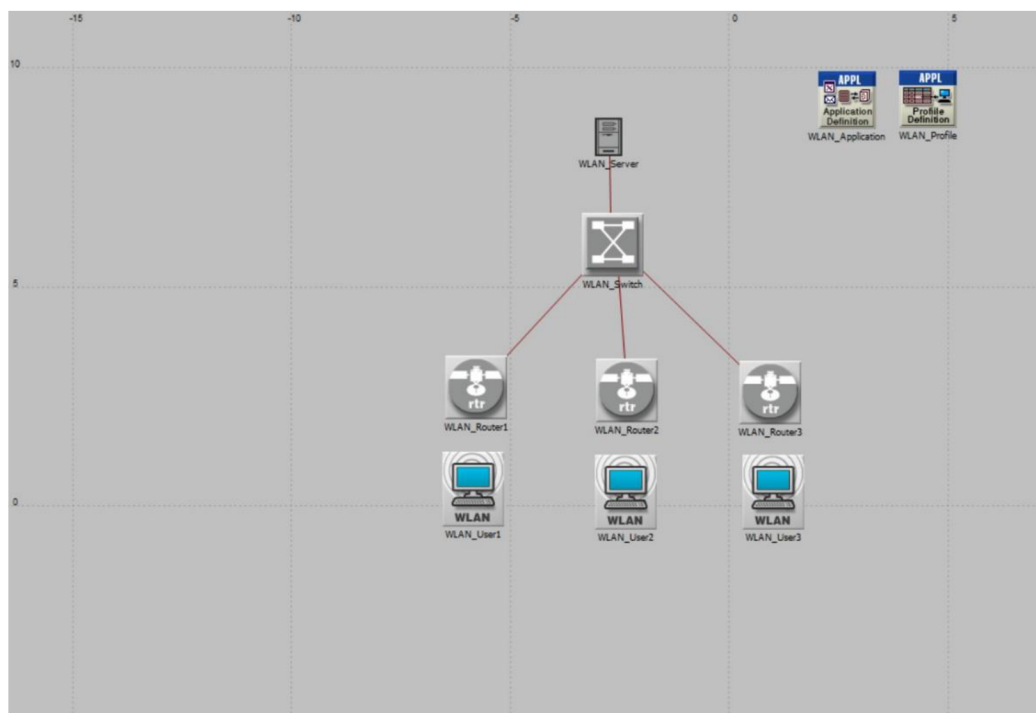 -15
-10
-5
0
5
10
APPL
Application
Definition
WLAN_Application
APPL
Profile
Definition
WLAN_Profile
WLAN_Server
WLAN_Switch
5
rtr
WLAN_Router1
rtr
WLAN_Router2
rtr
WLAN_Router3
0
WLAN
WLAN_User1
WLAN
WLAN_User2
WLAN
WLAN_User3